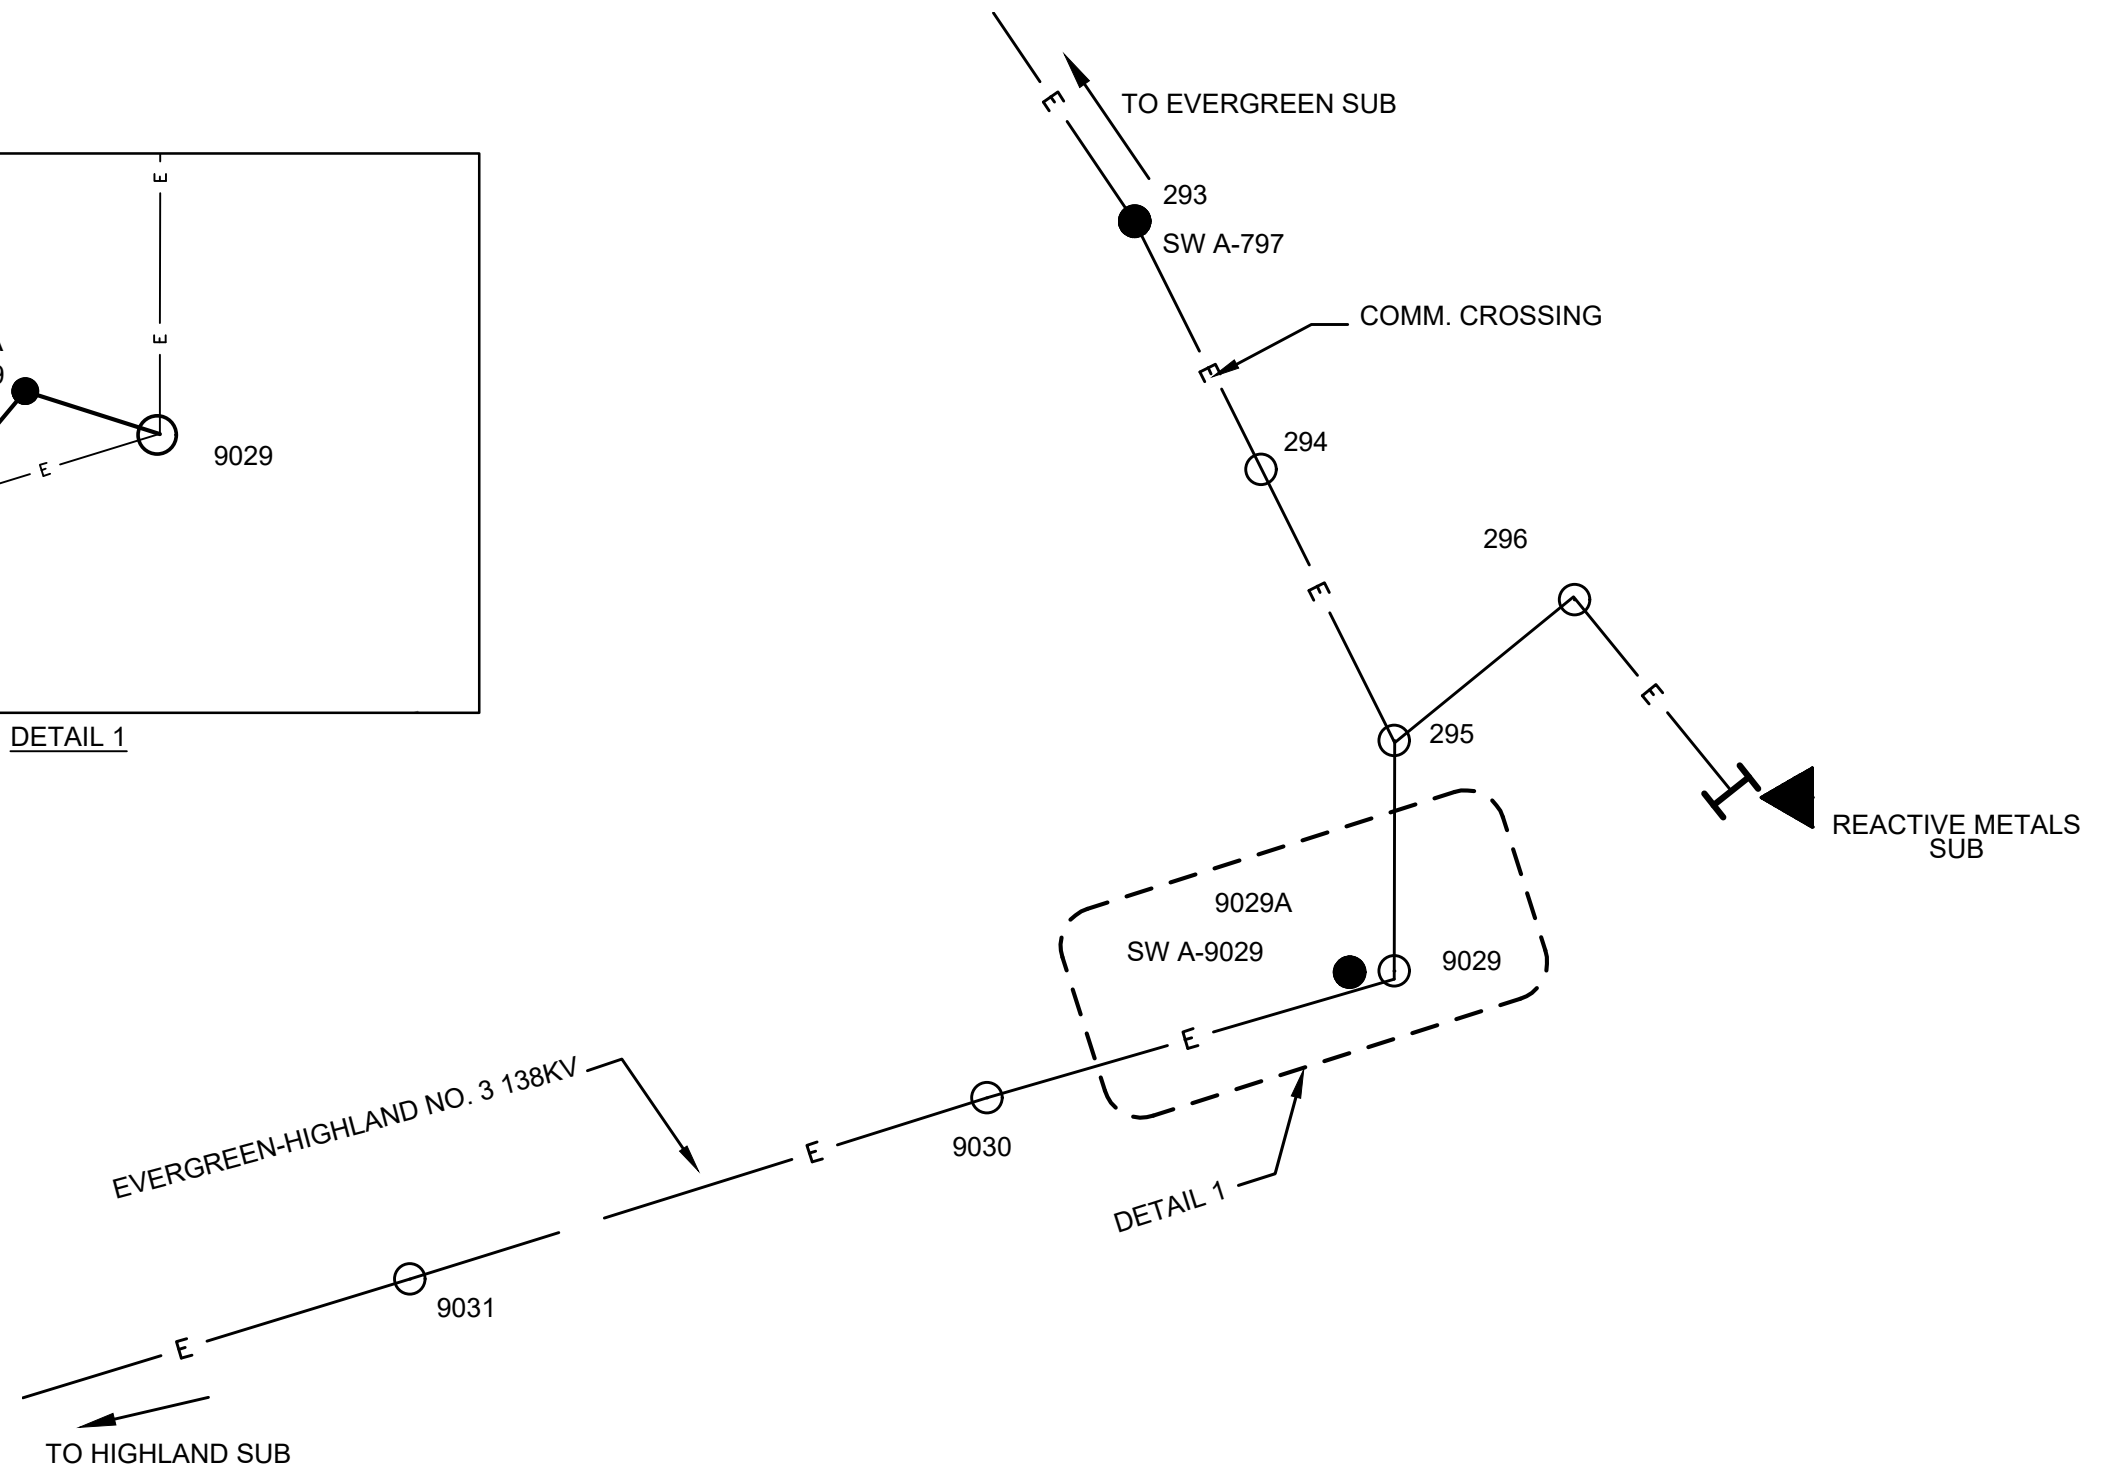 TO EVERGREEN SUB
293
SW A-797
COMM. CROSSING
E
E
E
E
9029
E
DETAIL 1
294
E
296
E
295
REACTIVE METALS
SUB
9029A
SW A-9029
9029
E
EVERGREEN-HIGHLAND NO. 3 138KV
E
9030
DETAIL 1
9031
E
TO HIGHLAND SUB